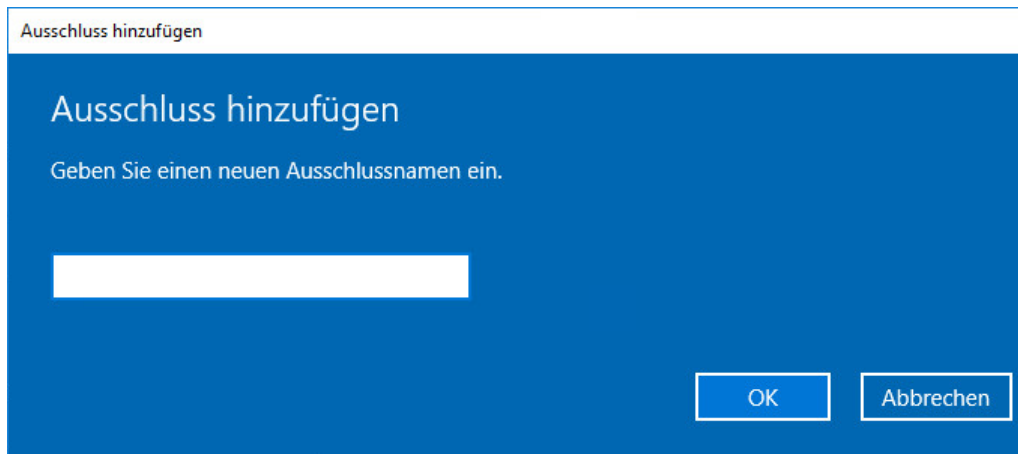 Ausschluss hinzufügen
Ausschluss hinzufügen
Geben Sie einen neuen Ausschlussnamen ein.
OK Abbrechen